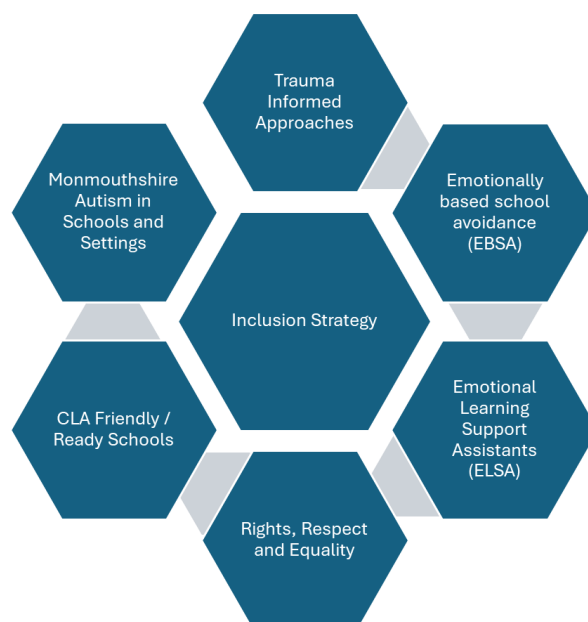 Trauma
Informed
Approaches
Monmouthshire
Autism in
Schools and
Settings
Emotionally
based school
avoidance
(EBSA)
Inclusion Strategy
CLA Friendly /
Ready Schools
Emotional
Learning
Support
Assistants
(ELSA)
Rights, Respect
and Equality